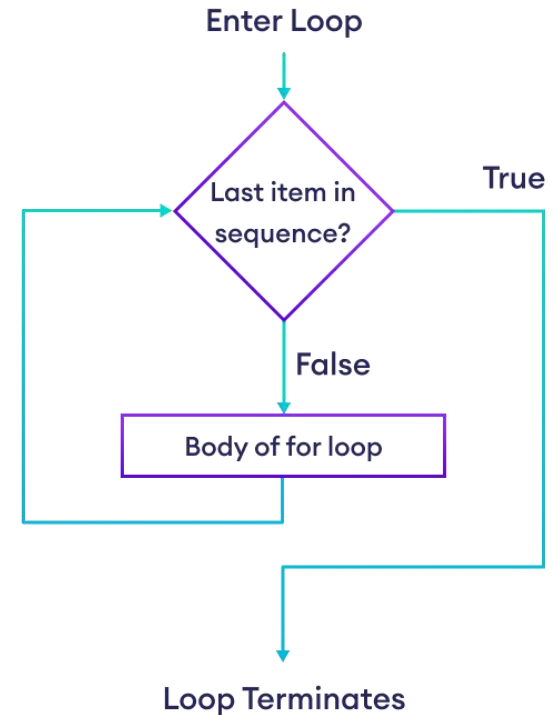 Enter Loop
Last item in
sequence?
True
False
Body of for loop
Loop Terminates